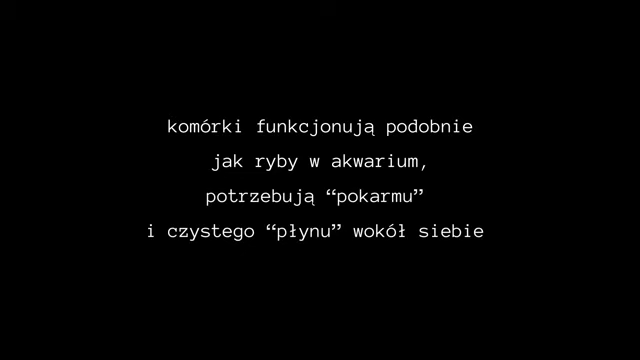 komórki funkcjonują podobnie
jak ryby w akwarium,
potrzebują “pokarmu”
i czystego “płynu” wokół siebie